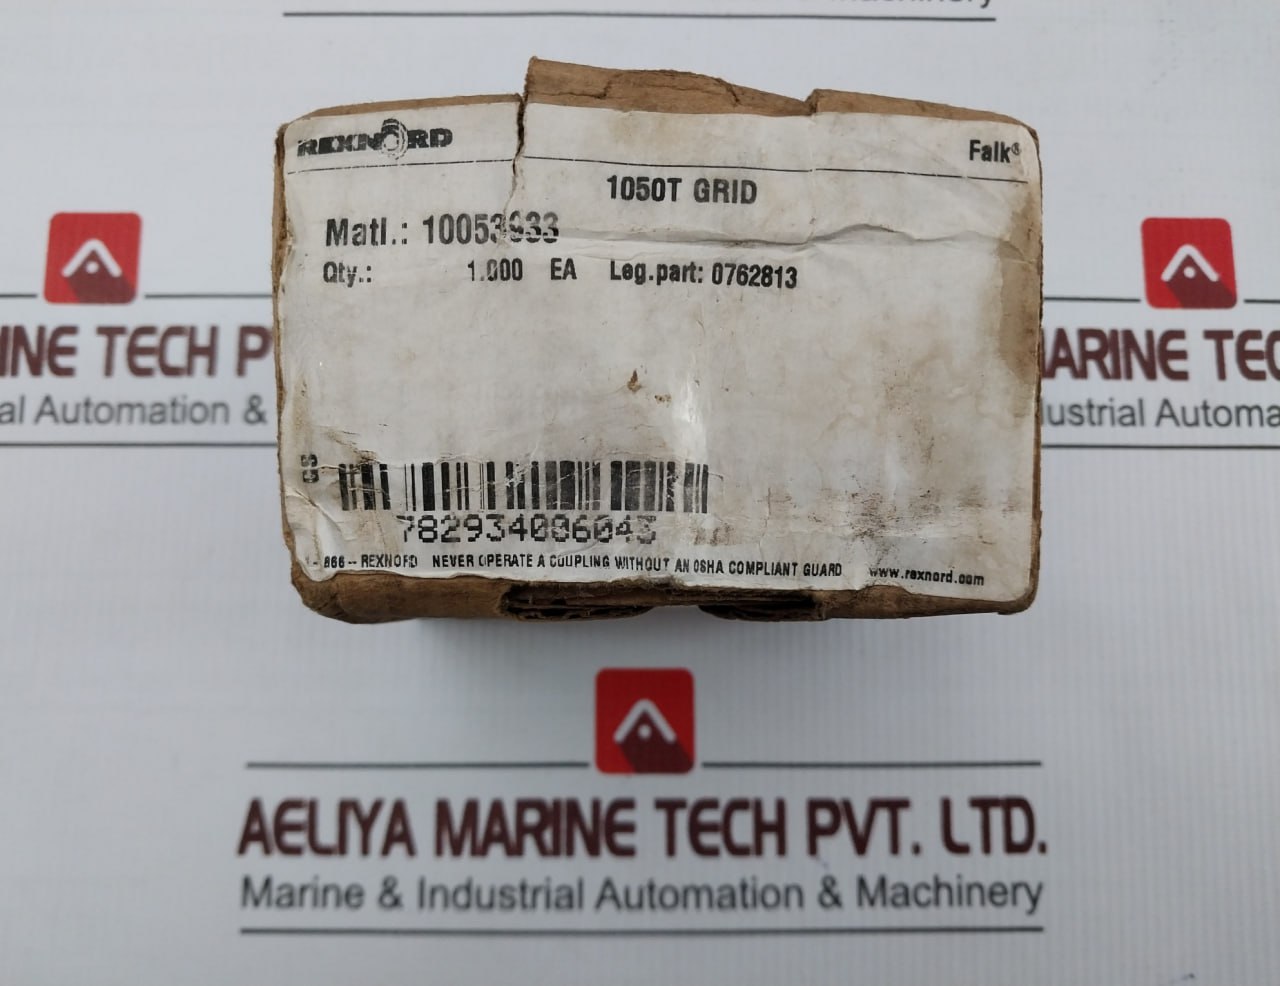 Machinery
REXNORD
Falk®
1050T GRID
Matl.: 10053933
Qty.: 1.000 EA Leg.part: 0762813
INE TECH P
ARINE TEC
al Automation &
dustrial Automa
782934006043
- 866 -- REXNORD NEVER OPERATE A COUPLING WITHOUT AN OSHA COMPLIANT GUARD www.rexnord.com
AELIYA MARINE TECH PVT. LTD.
Marine & Industrial Automation & Machinery